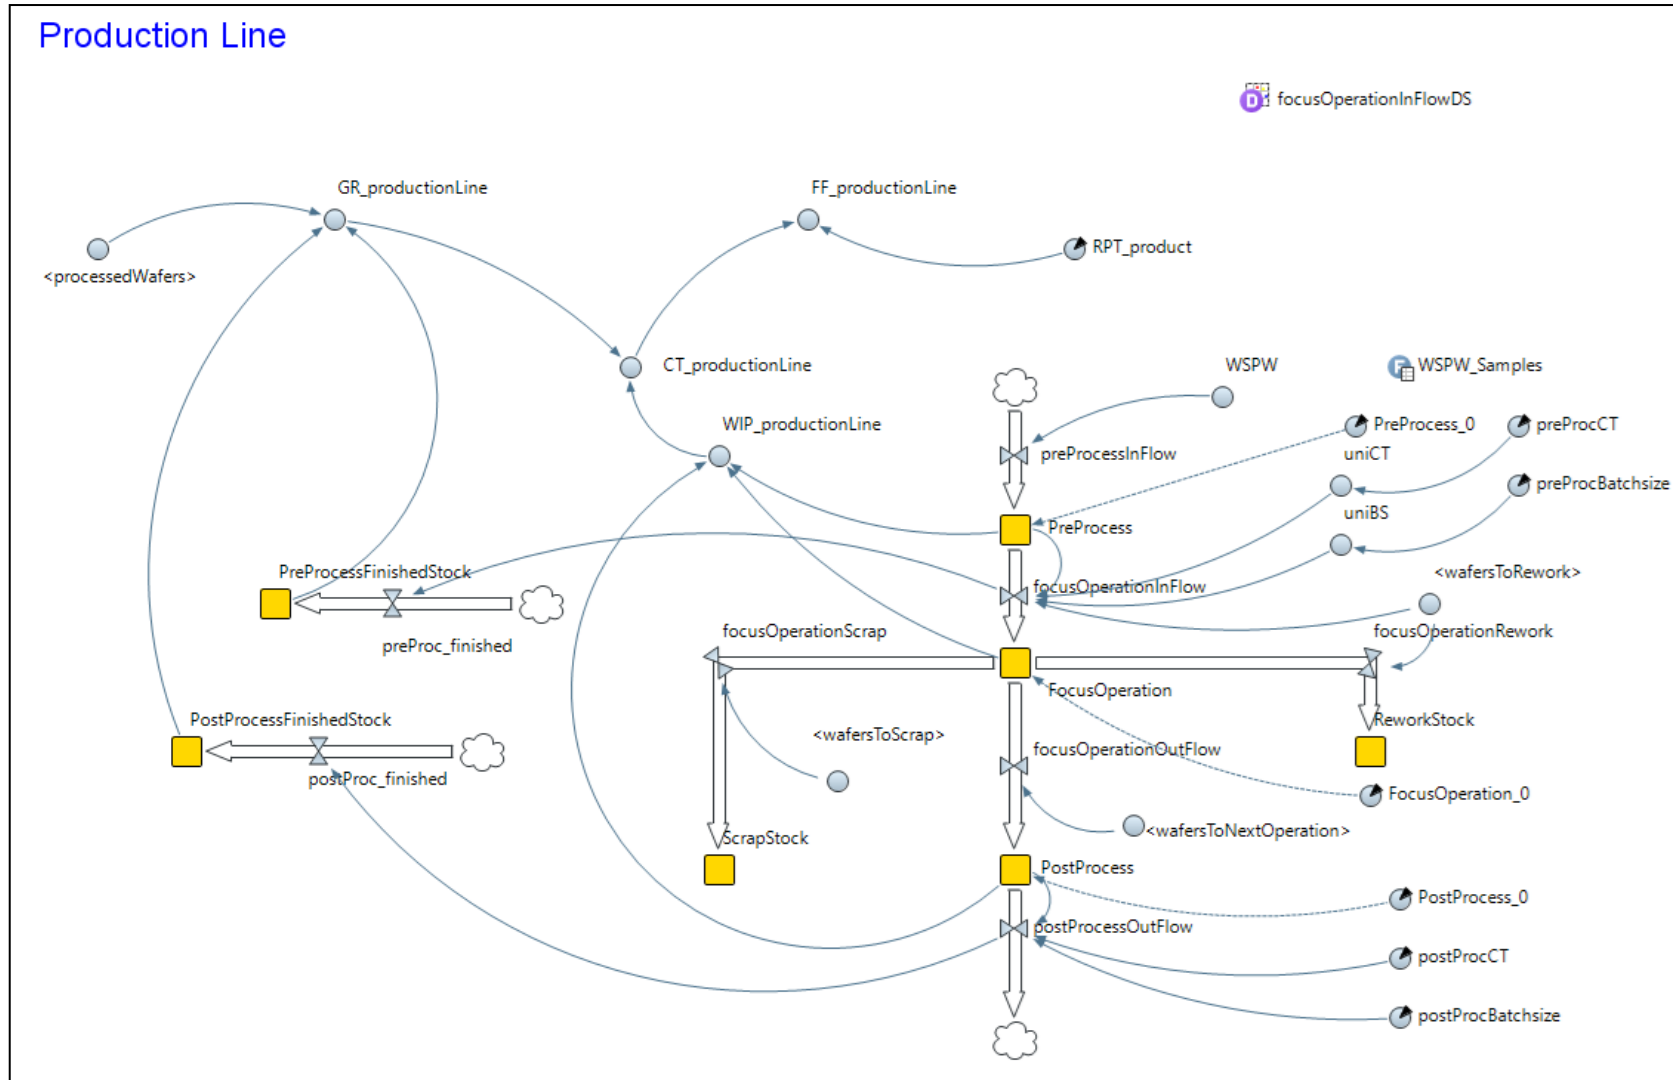 Production Line
focusOperationInFlowDS
GR_productionLine
FF_productionLine
RPT_product
<processedWafers>
CT_productionLine
WSPW
WSPW_Samples
WIP_productionLine
PreProcess_0
preProcCT
preProcessInFlow
uniCT
preProcBatchsize
uniBS
PreProcess
PreProcessFinishedStock
focusOperationInFlow
<wafersToRework>
preProc_finished
focusOperationScrap
focusOperationRework
FocusOperation
PostProcessFinishedStock
<wafersToScrap>
focusOperationOutFlow
ReworkStock
postProc_finished
FocusOperation_0
ScrapStock
<wafersToNextOperation>
PostProcess
PostProcess_0
postProcessOutFlow
postProcCT
postProcBatchsize